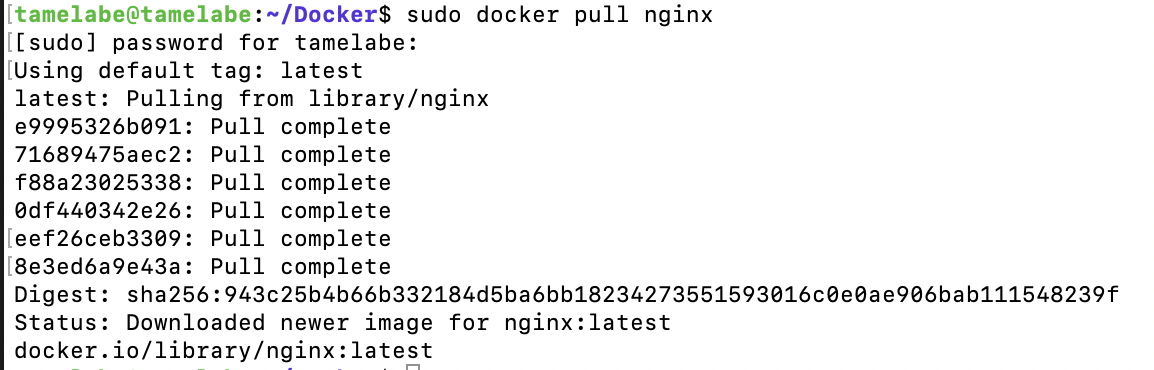 tamelabe@tamelabe:~/Docker$ sudo docker pull nginx
[sudo] password for tamelabe:
Using default tag: latest
latest: Pulling from library/nginx
e9995326b091: Pull complete
71689475aec2: Pull complete
f88a23025338: Pull complete
0df440342e26: Pull complete
eef26ceb3309: Pull complete
8e3ed6a9e43a: Pull complete
Digest: sha256:943c25b4b66b332184d5ba6bb18234273551593016c0e0ae906bab111548239f
Status: Downloaded newer image for nginx:latest
docker.io/library/nginx:latest